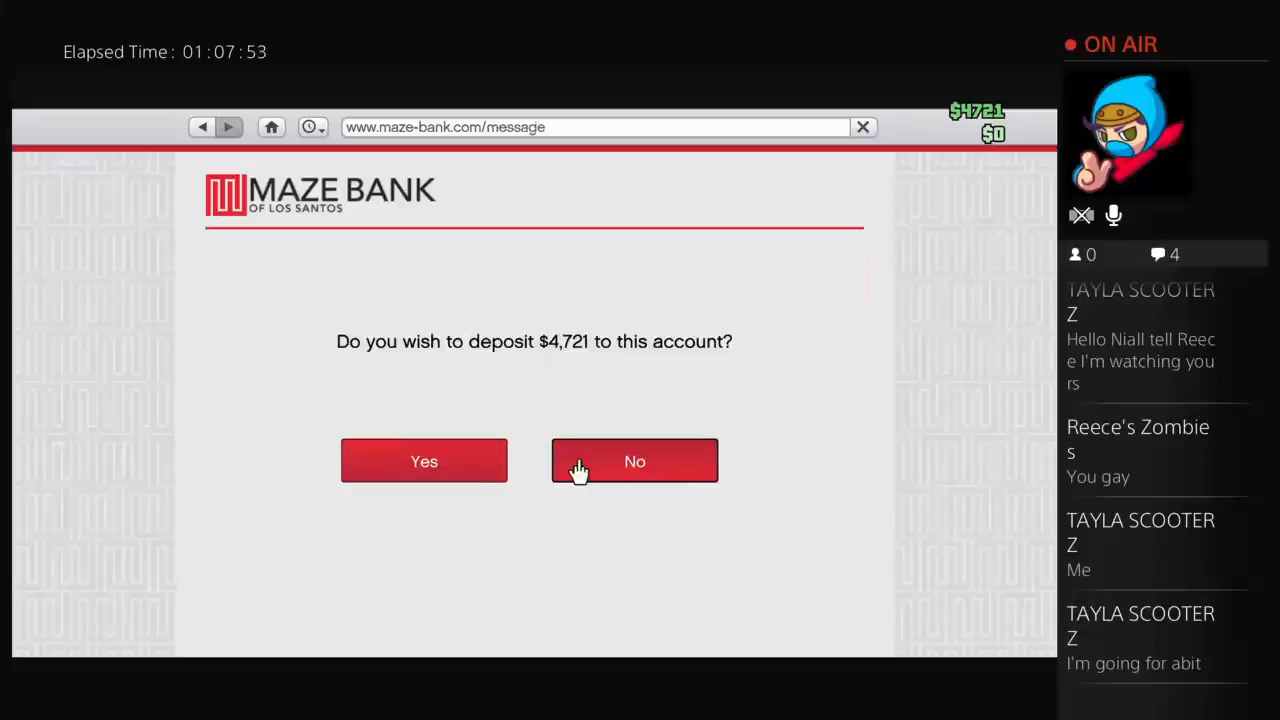 Elapsed Time: 01:07:53
ON AIR
www.maze-bank.com/message
$4721
$0
MAZE BANK
OF LOS SANTOS
0
4
Do you wish to deposit $4,721 to this account?
Yes
No
TAYLA SCOOTER
Z
Hello Niall tell Reec
e I'm watching you
rs
Reece's Zombie
s
You gay
TAYLA SCOOTER
Z
Me
TAYLA SCOOTER
Z
I'm going for abit